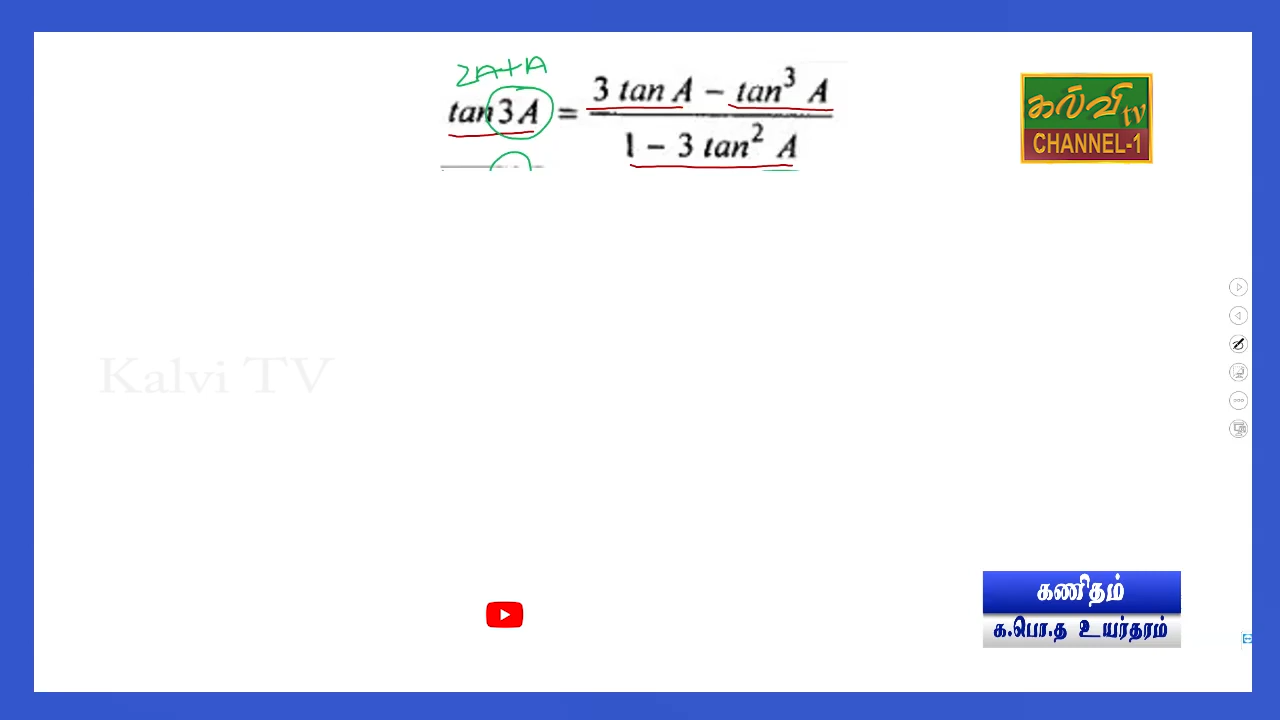 2A+A
tan 3A = 3 tan A − tan³ A / 1 − 3 tan² A
கல்வி tv
CHANNEL-1
Kalvi TV
கணிதம்
க.பொ.த உயர்தரம்